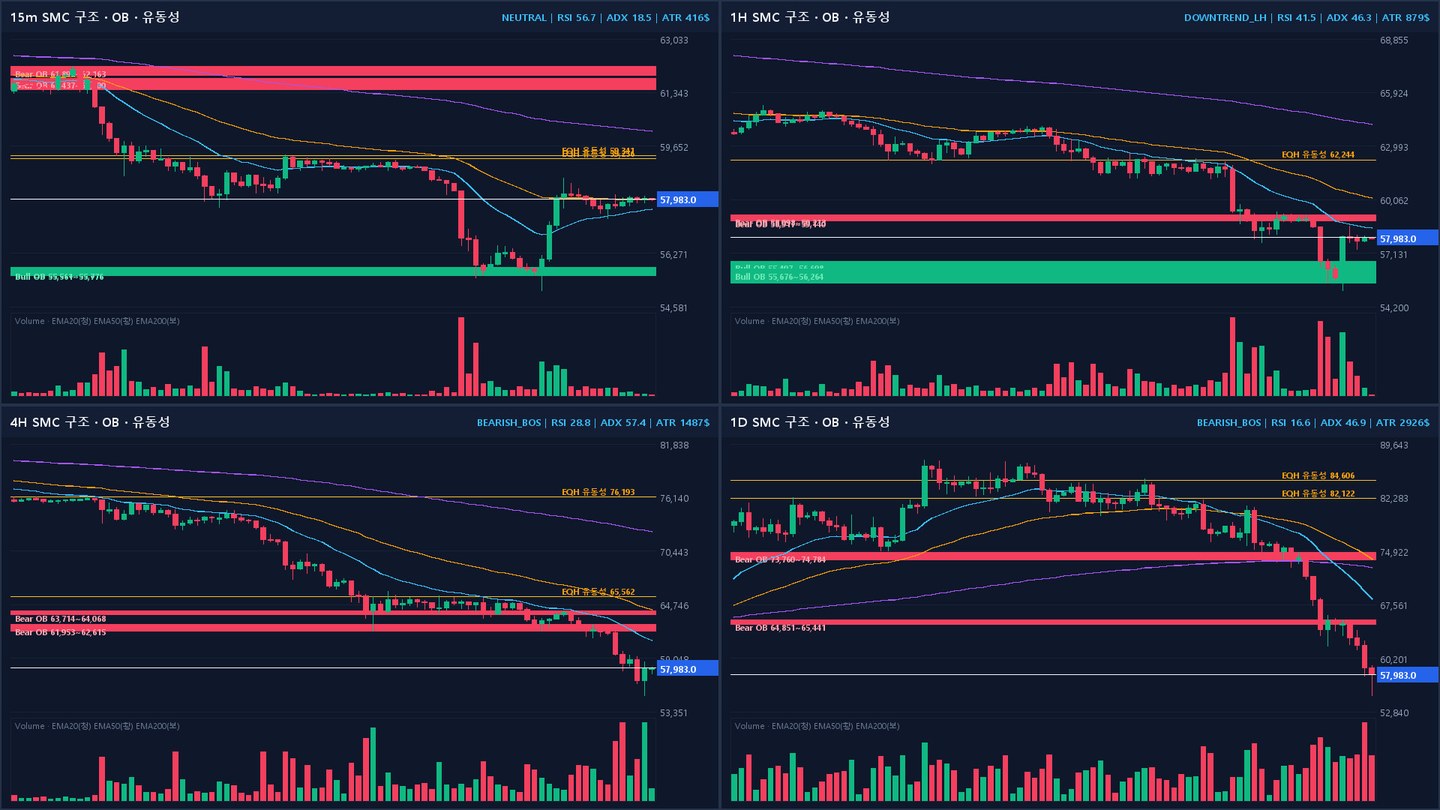 15m SMC 구조 · OB · 유동성
NEUTRAL | RSI 56.7 | ADX 18.5 | ATR 416$
63,033
61,343
59,652
57,983.0
56,271
54,581
Bear OB
EQH 유동성
Bull OB
Volume · EMA20(청) EMA50(황) EMA200(보)
1H SMC 구조 · OB · 유동성
DOWNTREND_LH | RSI 41.5 | ADX 46.3 | ATR 879$
68,855
65,924
62,993
EQH 유동성 62,244
60,062
Bear OB
57,983.0
57,131
Bull OB 55,676~56,264
54,200
Volume · EMA20(청) EMA50(황) EMA200(보)
4H SMC 구조 · OB · 유동성
BEARISH_BOS | RSI 28.8 | ADX 57.4 | ATR 1487$
81,838
EQH 유동성 76,193
76,140
70,443
EQH 유동성 65,562
64,746
Bear OB 63,714~64,068
Bear OB 61,953~62,615
57,983.0
53,351
Volume · EMA20(청) EMA50(황) EMA200(보)
1D SMC 구조 · OB · 유동성
BEARISH_BOS | RSI 16.6 | ADX 46.9 | ATR 2926$
89,643
EQH 유동성 84,606
EQH 유동성 82,122
82,283
74,922
Bear OB 73,760~74,784
67,561
Bear OB 64,851~65,441
60,201
57,983.0
52,840
Volume · EMA20(청) EMA50(황) EMA200(보)